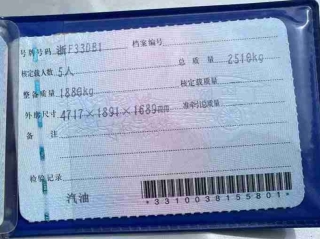 号牌号码 浙F33081 档案编号
核定载人数 5人 总质量 2510kg
整备质量 1880kg 核定载质量
外廓尺寸 4717×1891×1689mm 准牵引总质量
备注
检验记录
汽油
*3310038155801*